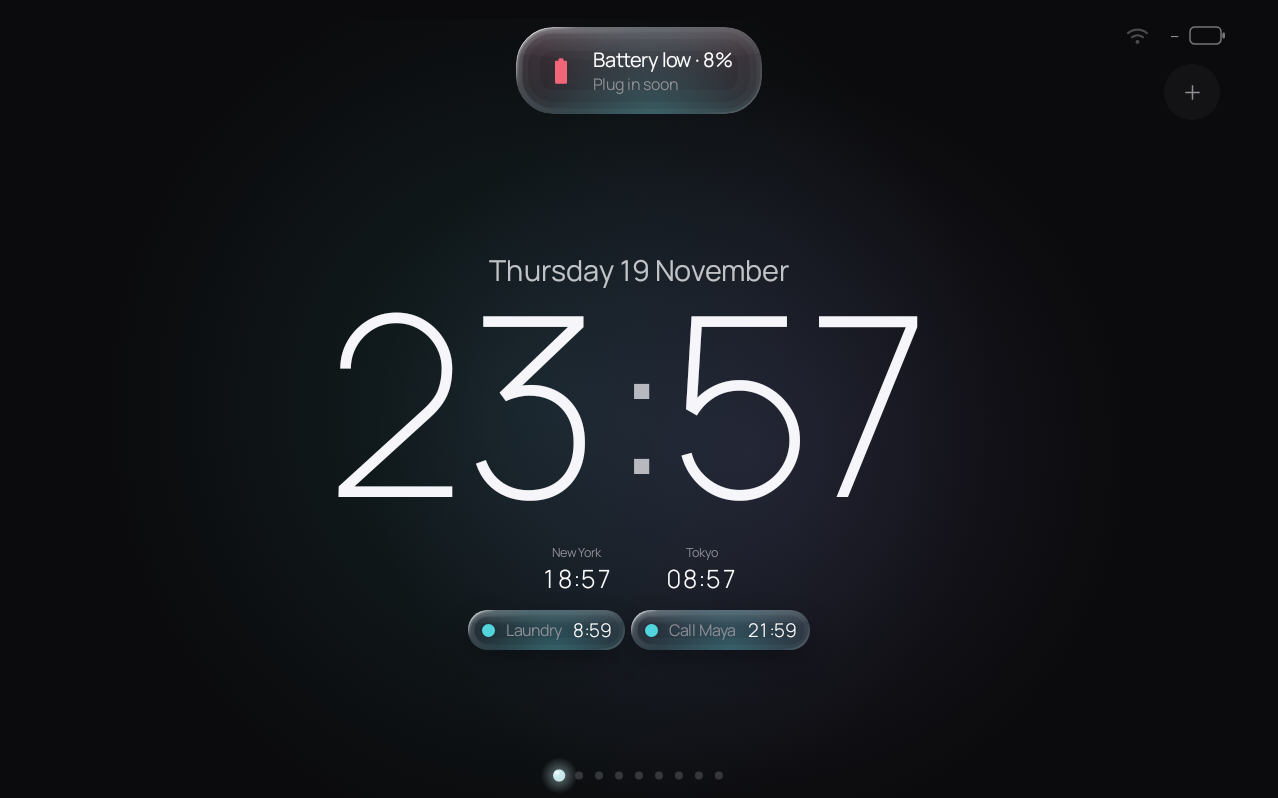 Battery low · 8%
Plug in soon
–
Thursday 19 November
23:57
New York
Tokyo
18:57
08:57
Laundry 8:59
Call Maya 21:59